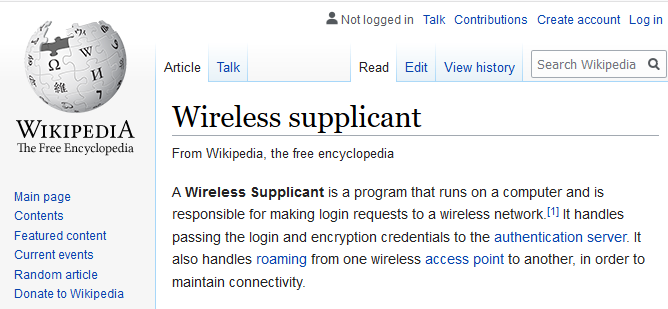 Not logged in Talk Contributions Create account Log in
Article Talk Read Edit View history Search Wikipedia
Ω W И 維
WIKIPEDIA
The Free Encyclopedia
Wireless supplicant
From Wikipedia, the free encyclopedia
A Wireless Supplicant is a program that runs on a computer and is
responsible for making login requests to a wireless network.[1] It handles
passing the login and encryption credentials to the authentication server. It
also handles roaming from one wireless access point to another, in order to
maintain connectivity.
Main page
Contents
Featured content
Current events
Random article
Donate to Wikipedia